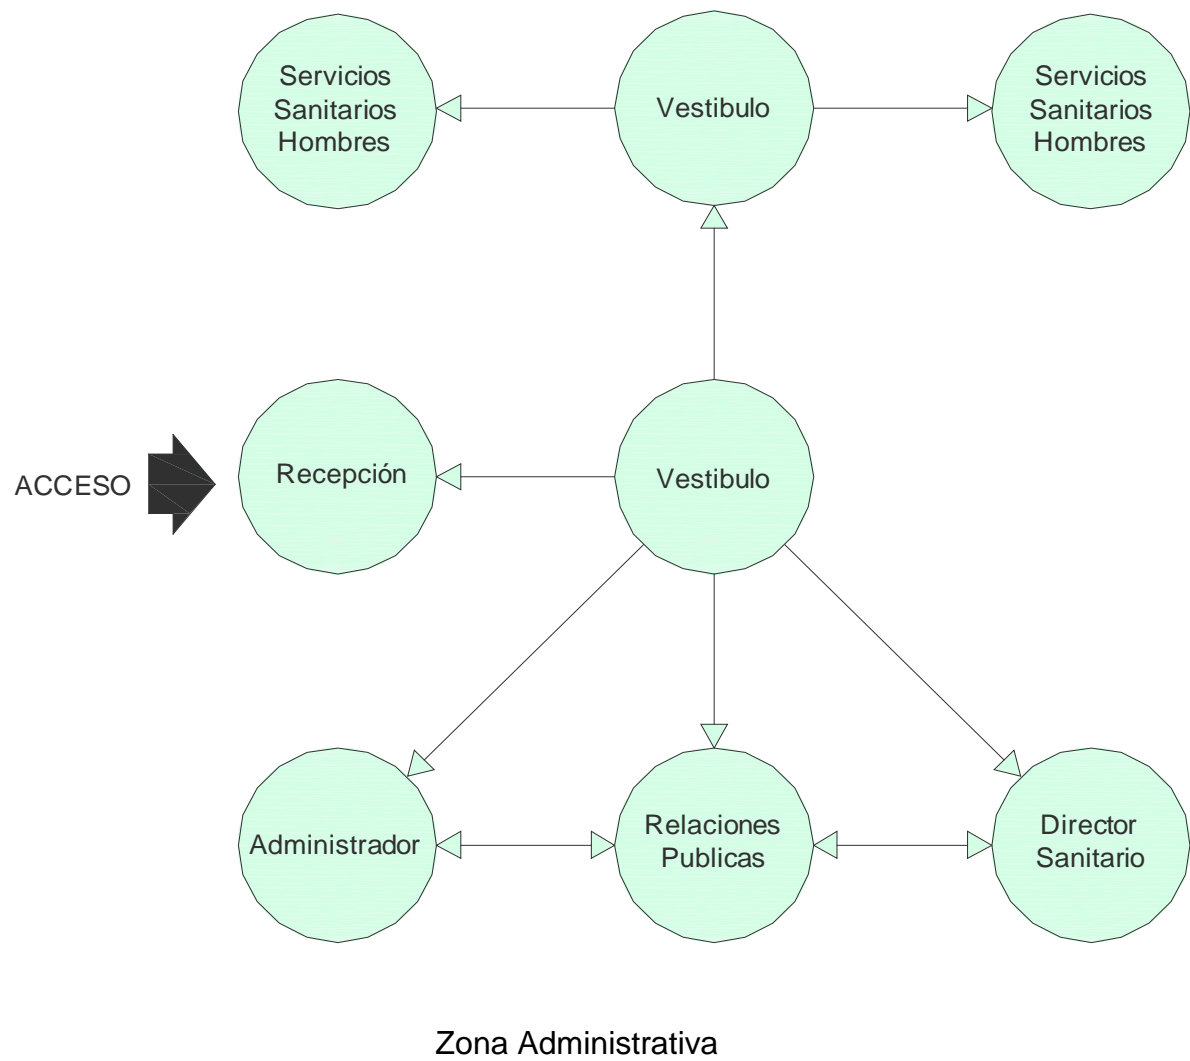 Servicios
Sanitarios
Hombres
Vestibulo
Servicios
Sanitarios
Hombres
ACCESO
Recepción
Vestibulo
Administrador
Relaciones
Publicas
Director
Sanitario
Zona Administrativa